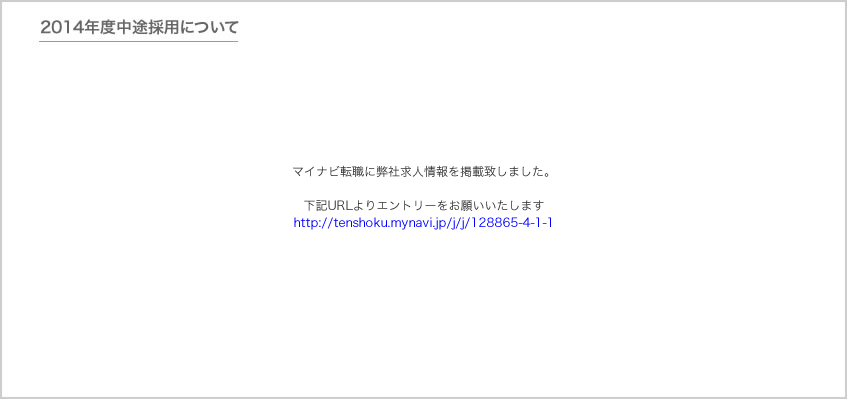 2014年度中途採用について
マイナビ転職に弊社求人情報を掲載致しました。
下記URLよりエントリーをお願いいたします
http://tenshoku.mynavi.jp/j/j/128865-4-1-1